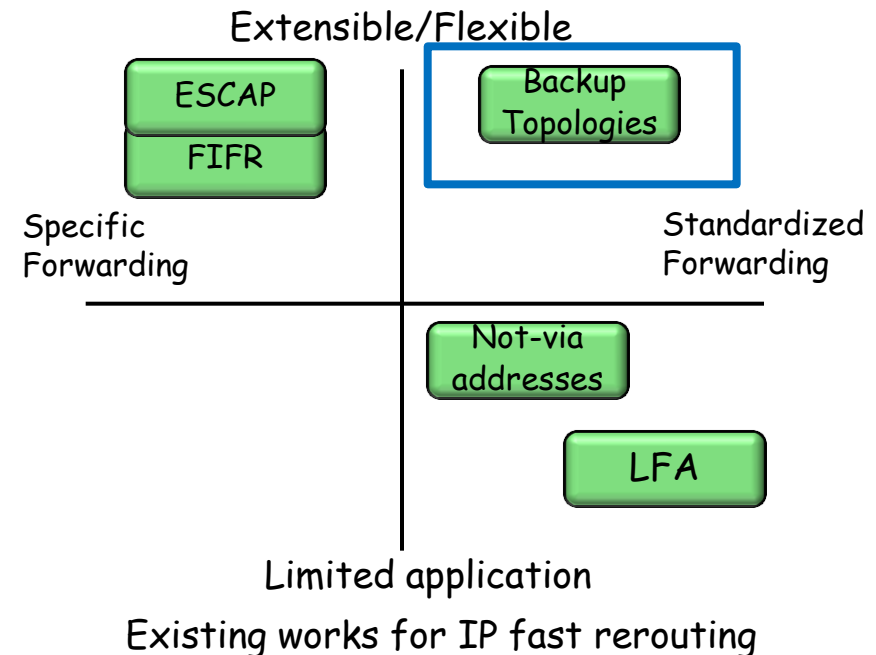 Extensible/Flexible
ESCAP
FIFR
Backup
Topologies
Specific
Forwarding
Standardized
Forwarding
Not-via
addresses
LFA
Limited application
Existing works for IP fast rerouting